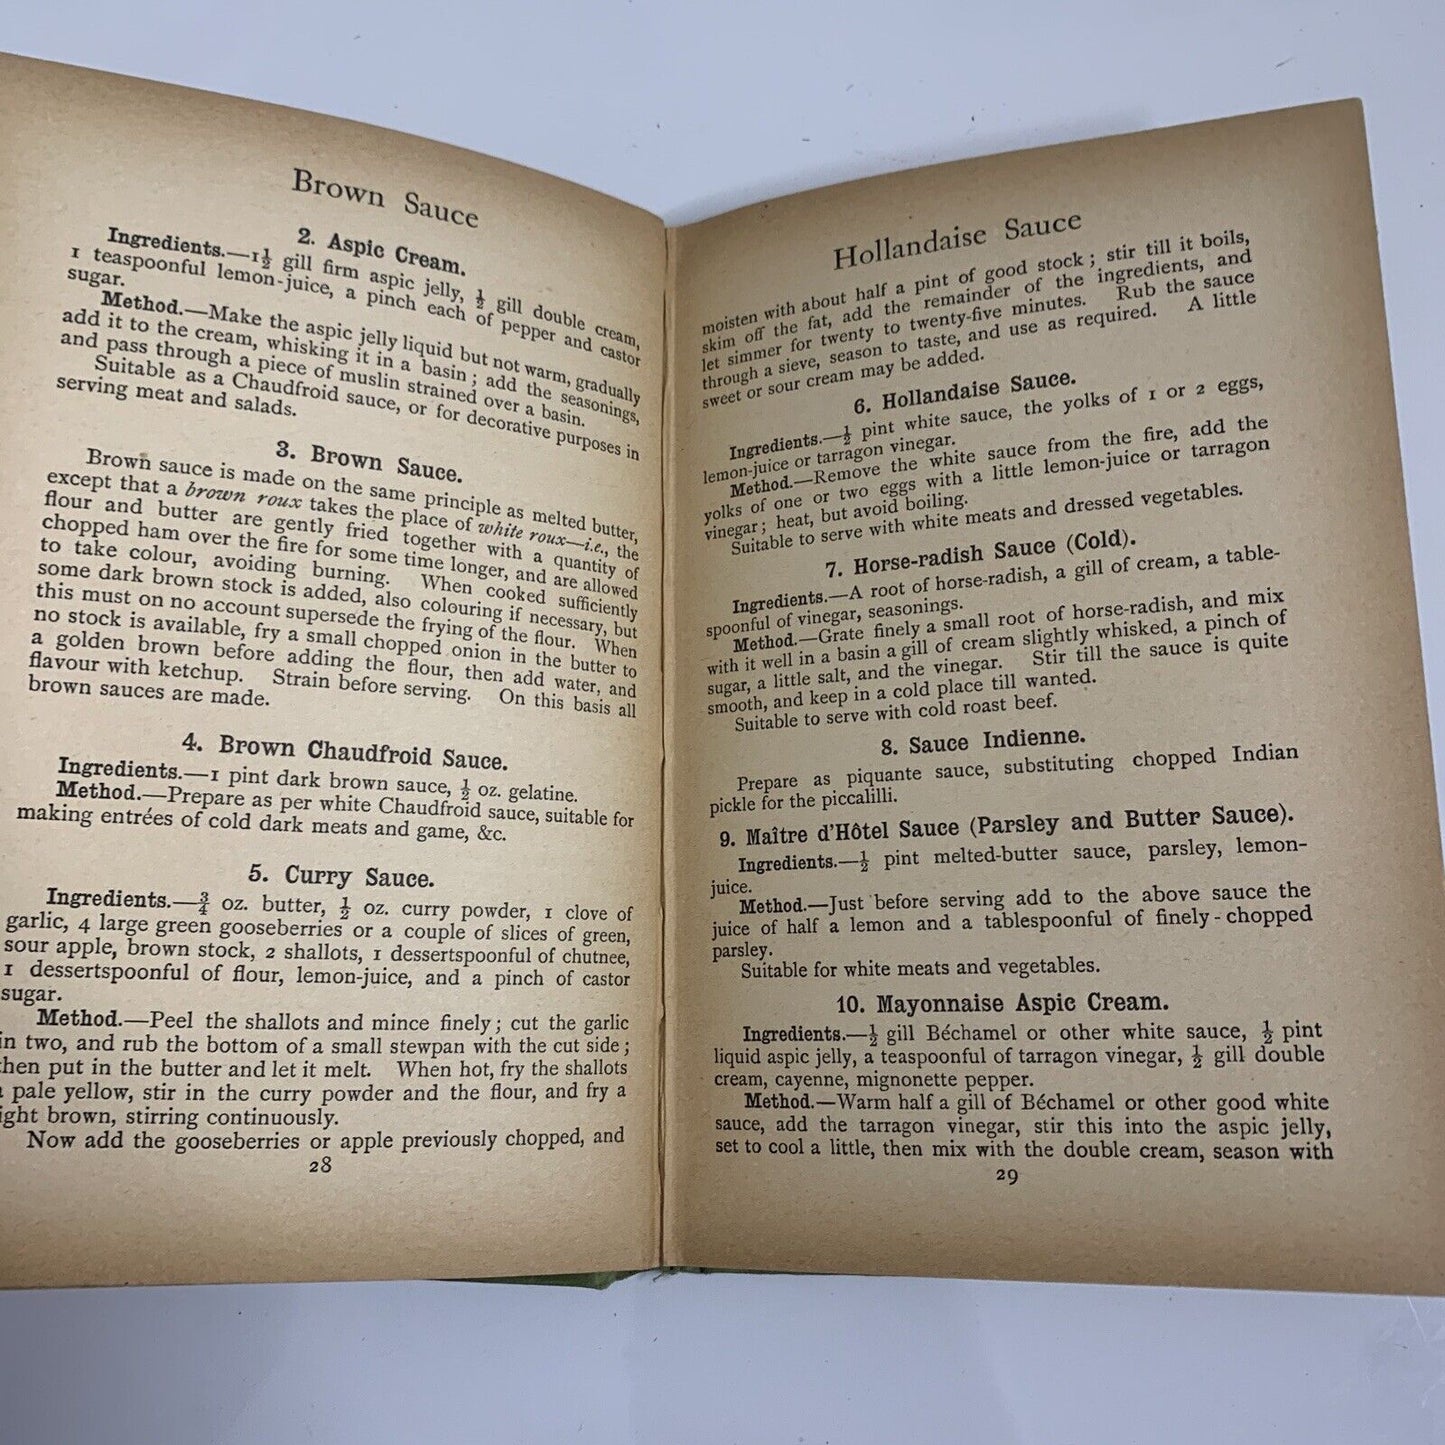 Brown Sauce
2. Aspic Cream.
Ingredients.—1½ gill firm aspic jelly, ½ gill double cream,
1 teaspoonful lemon-juice, a pinch each of pepper and castor
sugar.
Method.—Make the aspic jelly liquid but not warm, gradually
add it to the cream, whisking it in a basin; add the seasonings,
and pass through a piece of muslin strained over a basin.
Suitable as a Chaudfroid sauce, or for decorative purposes in
serving meat and salads.
3. Brown Sauce.
Brown sauce is made on the same principle as melted butter,
except that a brown roux takes the place of white roux—i.e., the
flour and butter are gently fried together with a quantity of
chopped ham over the fire for some time longer, and are allowed
to take colour, avoiding burning. When cooked sufficiently
some dark brown stock is added, also colouring if necessary, but
this must on no account supersede the frying of the flour. When
no stock is available, fry a small chopped onion in the butter to
a golden brown before adding the flour, then add water, and
flavour with ketchup. Strain before serving. On this basis all
brown sauces are made.
4. Brown Chaudfroid Sauce.
Ingredients.—1 pint dark brown sauce, ½ oz. gelatine.
Method.—Prepare as per white Chaudfroid sauce, suitable for
making entrées of cold dark meats and game, &c.
5. Curry Sauce.
Ingredients.—¾ oz. butter, ½ oz. curry powder, 1 clove of
garlic, 4 large green gooseberries or a couple of slices of green,
sour apple, brown stock, 2 shallots, 1 dessertspoonful of chutnee,
1 dessertspoonful of flour, lemon-juice, and a pinch of castor
sugar.
Method.—Peel the shallots and mince finely; cut the garlic
in two, and rub the bottom of a small stewpan with the cut side;
then put in the butter and let it melt. When hot, fry the shallots
a pale yellow, stir in the curry powder and the flour, and fry a
ight brown, stirring continuously.
Now add the gooseberries or apple previously chopped, and
28
Hollandaise Sauce
moisten with about half a pint of good stock; stir till it boils,
skim off the fat, add the remainder of the ingredients, and
let simmer for twenty to twenty-five minutes. Rub the sauce
through a sieve, season to taste, and use as required. A little
sweet or sour cream may be added.
6. Hollandaise Sauce.
Ingredients.—½ pint white sauce, the yolks of 1 or 2 eggs,
lemon-juice or tarragon vinegar.
Method.—Remove the white sauce from the fire, add the
yolks of one or two eggs with a little lemon-juice or tarragon
vinegar; heat, but avoid boiling.
Suitable to serve with white meats and dressed vegetables.
7. Horse-radish Sauce (Cold).
Ingredients.—A root of horse-radish, a gill of cream, a table-
spoonful of vinegar, seasonings.
Method.—Grate finely a small root of horse-radish, and mix
with it well in a basin a gill of cream slightly whisked, a pinch of
sugar, a little salt, and the vinegar. Stir till the sauce is quite
smooth, and keep in a cold place till wanted.
Suitable to serve with cold roast beef.
8. Sauce Indienne.
Prepare as piquante sauce, substituting chopped Indian
pickle for the piccalilli.
9. Maître d'Hôtel Sauce (Parsley and Butter Sauce).
Ingredients.—½ pint melted-butter sauce, parsley, lemon-
juice.
Method.—Just before serving add to the above sauce the
juice of half a lemon and a tablespoonful of finely-chopped
parsley.
Suitable for white meats and vegetables.
10. Mayonnaise Aspic Cream.
Ingredients.—½ gill Béchamel or other white sauce, ½ pint
liquid aspic jelly, a teaspoonful of tarragon vinegar, ½ gill double
cream, cayenne, mignonette pepper.
Method.—Warm half a gill of Béchamel or other good white
sauce, add the tarragon vinegar, stir this into the aspic jelly,
set to cool a little, then mix with the double cream, season with
29